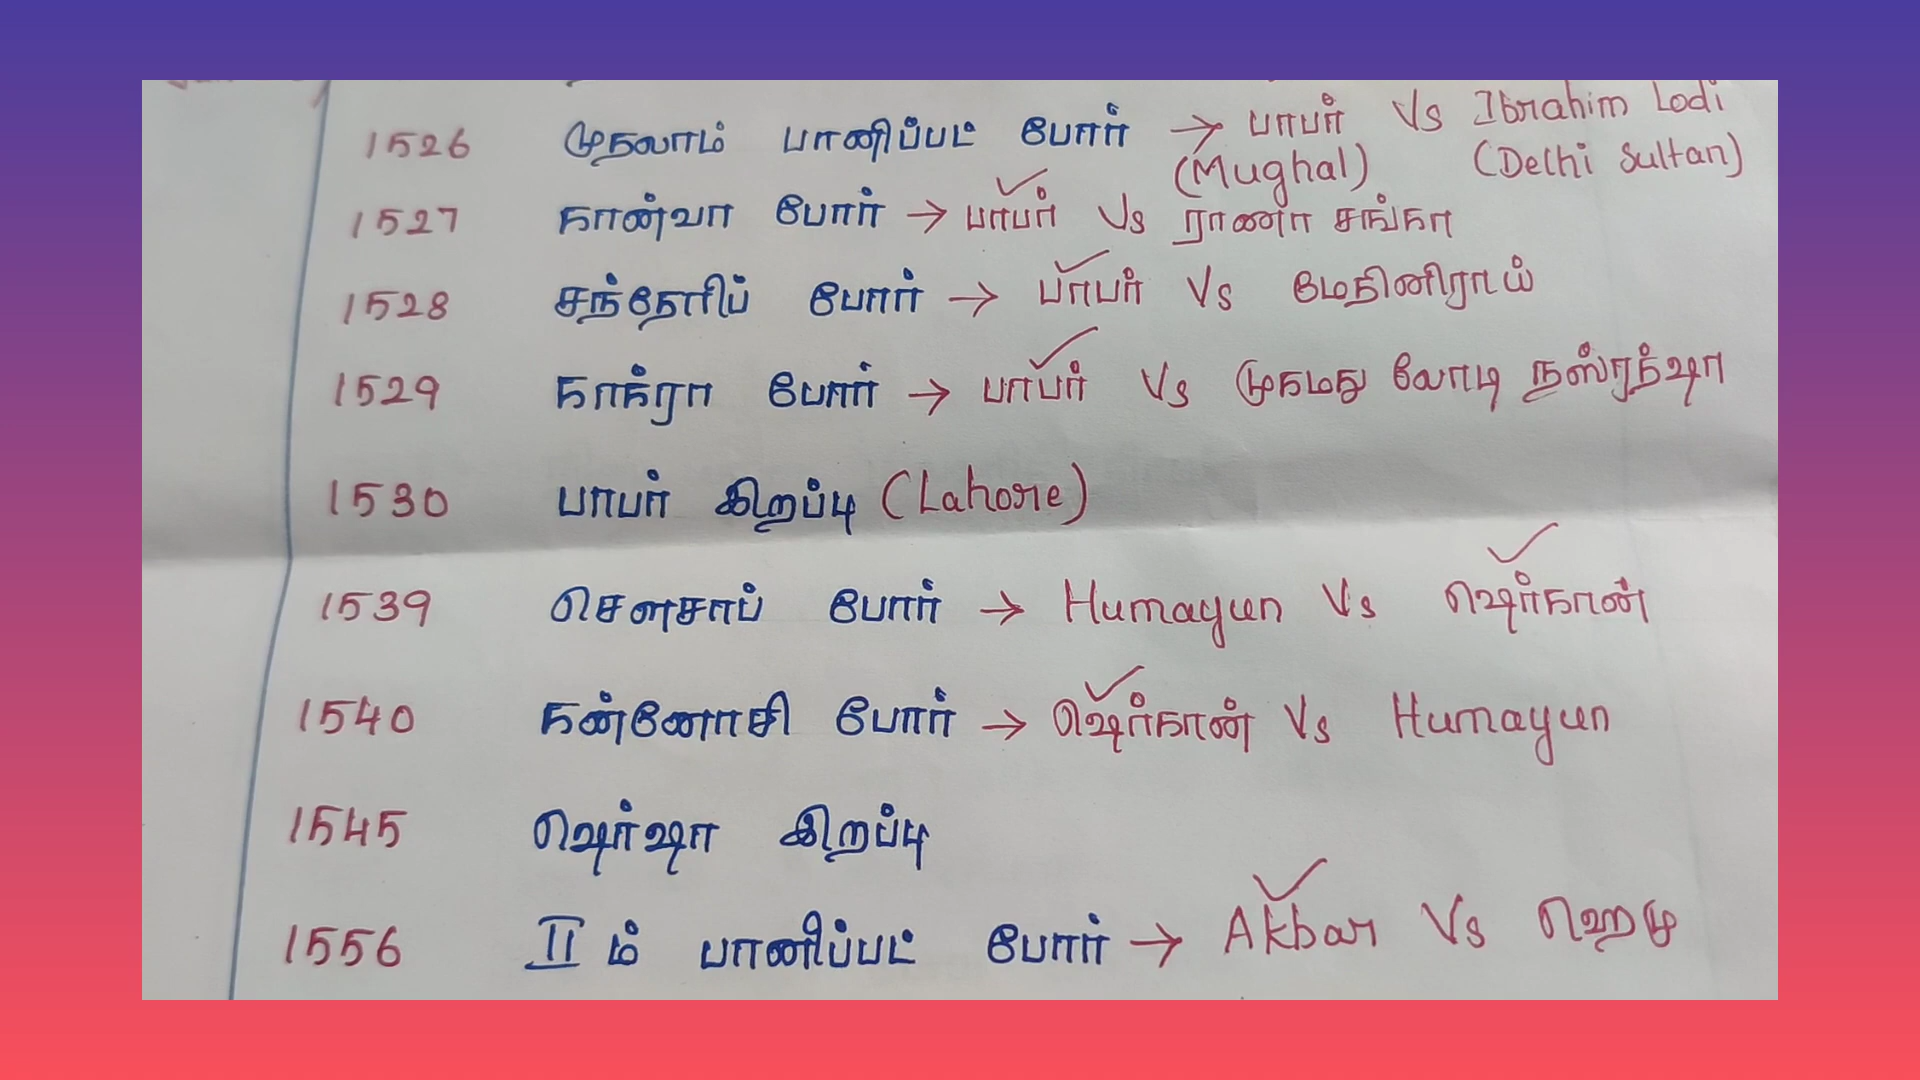 1526 முதலாம் பானிப்பட் போர் → பாபர் Vs Ibrahim Lodi
(Mughal) (Delhi Sultan)
1527 கான்வா போர் → பாபர் Vs ராணா சங்கா
1528 சந்தேரிப் போர் → பாபர் Vs மேதினிராய்
1529 காக்ரா போர் → பாபர் Vs முகமது லோடி நஸ்ரத்ஷா
1530 பாபர் இறப்பு (Lahore)
1539 சௌசாப் போர் → Humayun Vs ஷெர்கான்
1540 கன்னோசி போர் → ஷெர்கான் Vs Humayun
1545 ஷெர்ஷா இறப்பு
1556 II ம் பானிப்பட் போர் → Akbar Vs ஹெமு